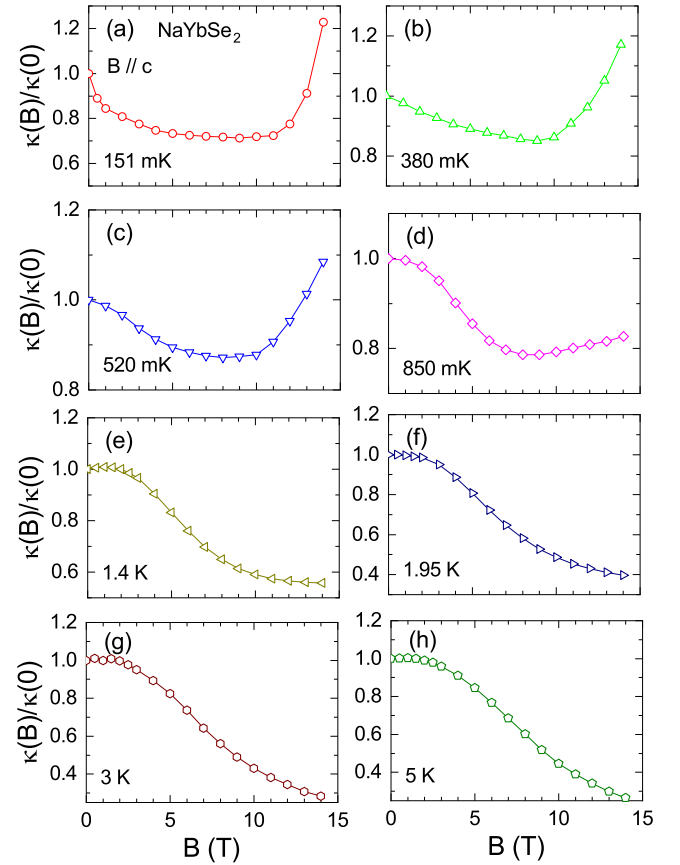 (a) NaYbSe2
B // c
151 mK
κ(B)/κ(0)
1.2
1.0
0.8
0.6
(b)
380 mK
1.2
1.0
0.8
(c)
520 mK
κ(B)/κ(0)
1.2
1.0
0.8
(d)
850 mK
1.0
0.8
(e)
1.4 K
κ(B)/κ(0)
1.2
1.0
0.8
0.6
(f)
1.95 K
1.2
1.0
0.8
0.6
0.4
(g)
3 K
κ(B)/κ(0)
1.2
1.0
0.8
0.6
0.4
0 5 10 15
B (T)
(h)
5 K
1.2
1.0
0.8
0.6
0.4
0 5 10 15
B (T)